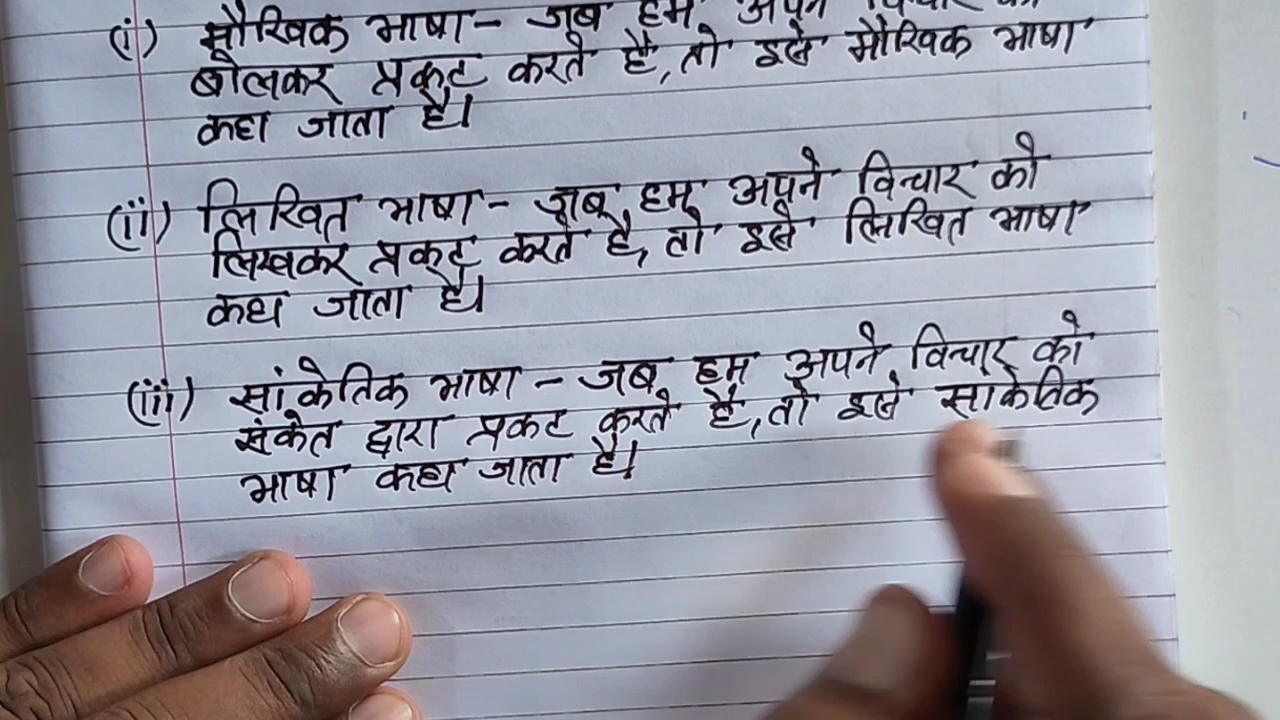 (i) मौखिक भाषा - जब हम अपने विचार को
बोलकर प्रकट करते है, तो इसे मौखिक भाषा
कहा जाता है।
(ii) लिखित भाषा - जब हम अपने विचार को
लिखकर प्रकट करते है, तो इसे लिखित भाषा
कहा जाता है।
(iii) सांकेतिक भाषा - जब हम अपने विचार को
संकेत द्वारा प्रकट करते है, तो इसे सांकेतिक
भाषा कहा जाता है।